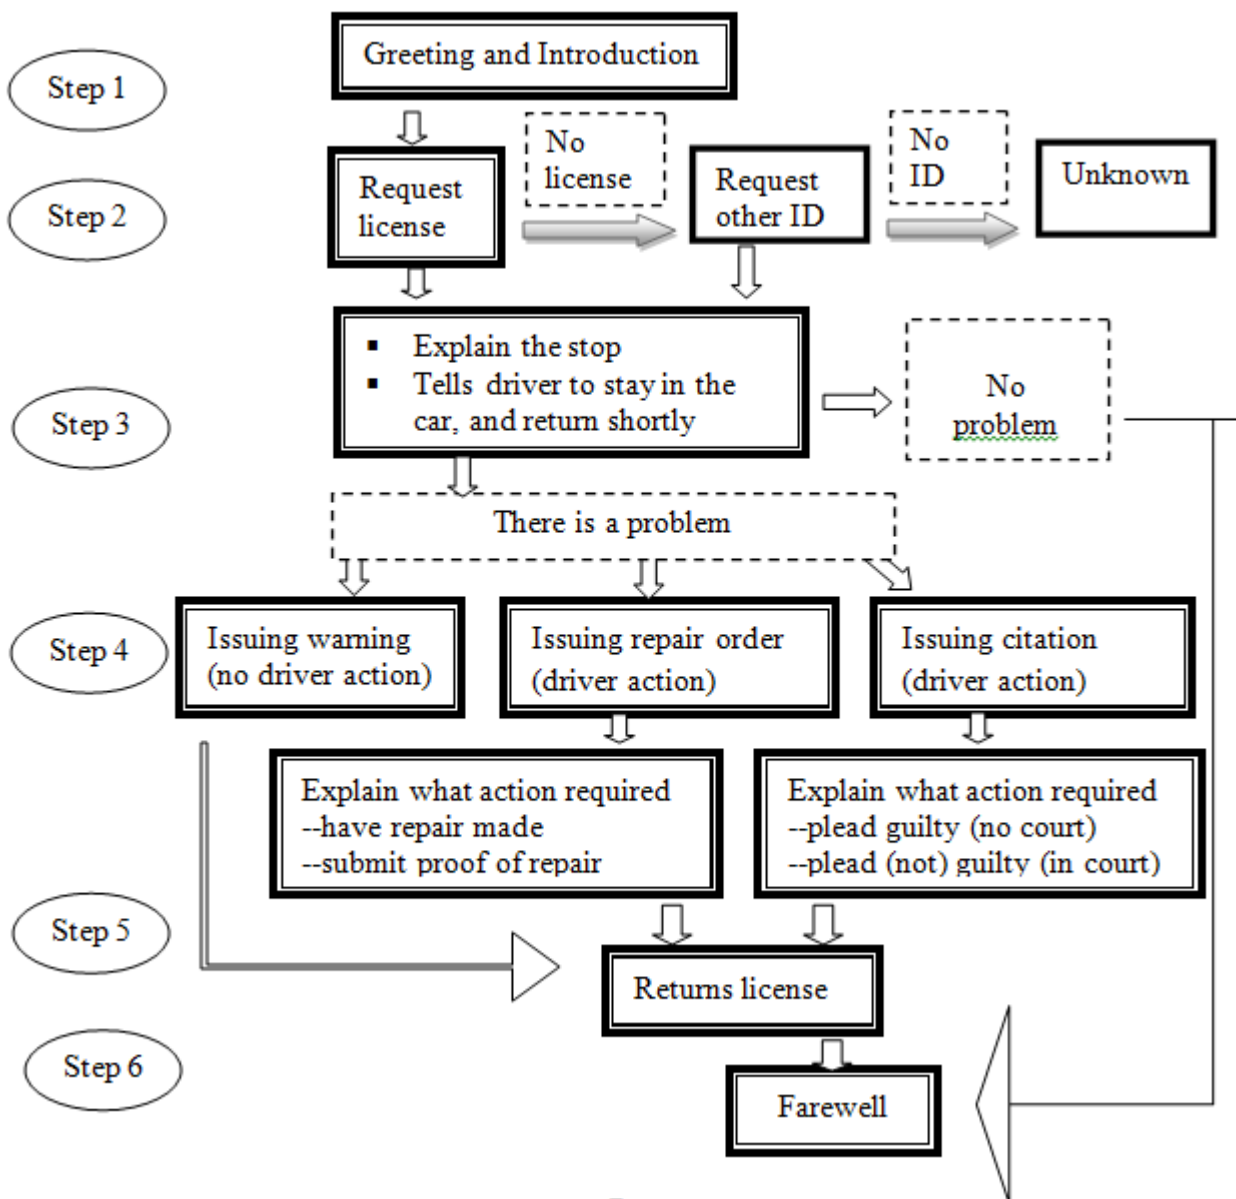 Step 1
Greeting and Introduction
Step 2
Request
license
No
license
Request
other ID
No
ID
Unknown
Step 3
▪ Explain the stop
▪ Tells driver to stay in the
car, and return shortly
No
problem
There is a problem
Step 4
Issuing warning
(no driver action)
Issuing repair order
(driver action)
Issuing citation
(driver action)
Explain what action required
--have repair made
--submit proof of repair
Explain what action required
--plead guilty (no court)
--plead (not) guilty (in court)
Step 5
Returns license
Step 6
Farewell